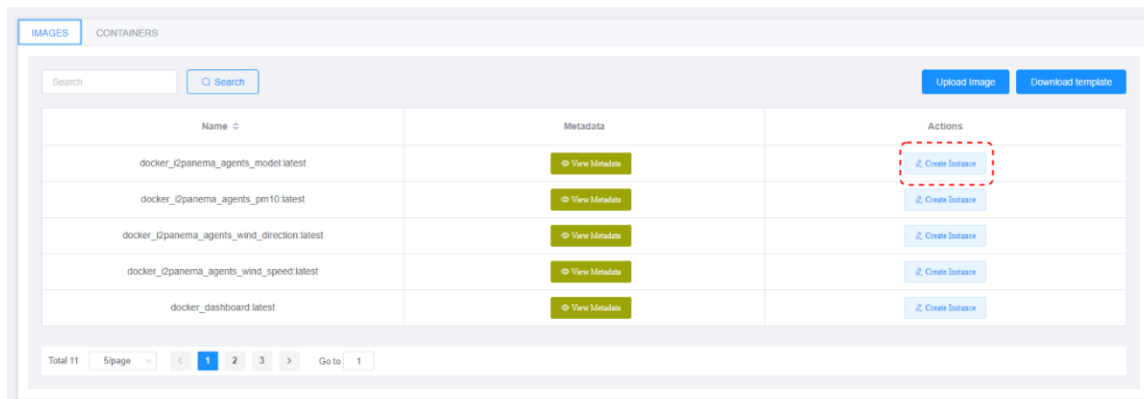 IMAGES CONTAINERS
Search Search Upload Image Download template
Name Metadata Actions
docker_i2panema_agents_model:latest View Metadata Create Instance
docker_i2panema_agents_pm10:latest View Metadata Create Instance
docker_i2panema_agents_wind_direction:latest View Metadata Create Instance
docker_i2panema_agents_wind_speed:latest View Metadata Create Instance
docker_dashboard:latest View Metadata Create Instance
Total 11 5/page < 1 2 3 > Go to 1